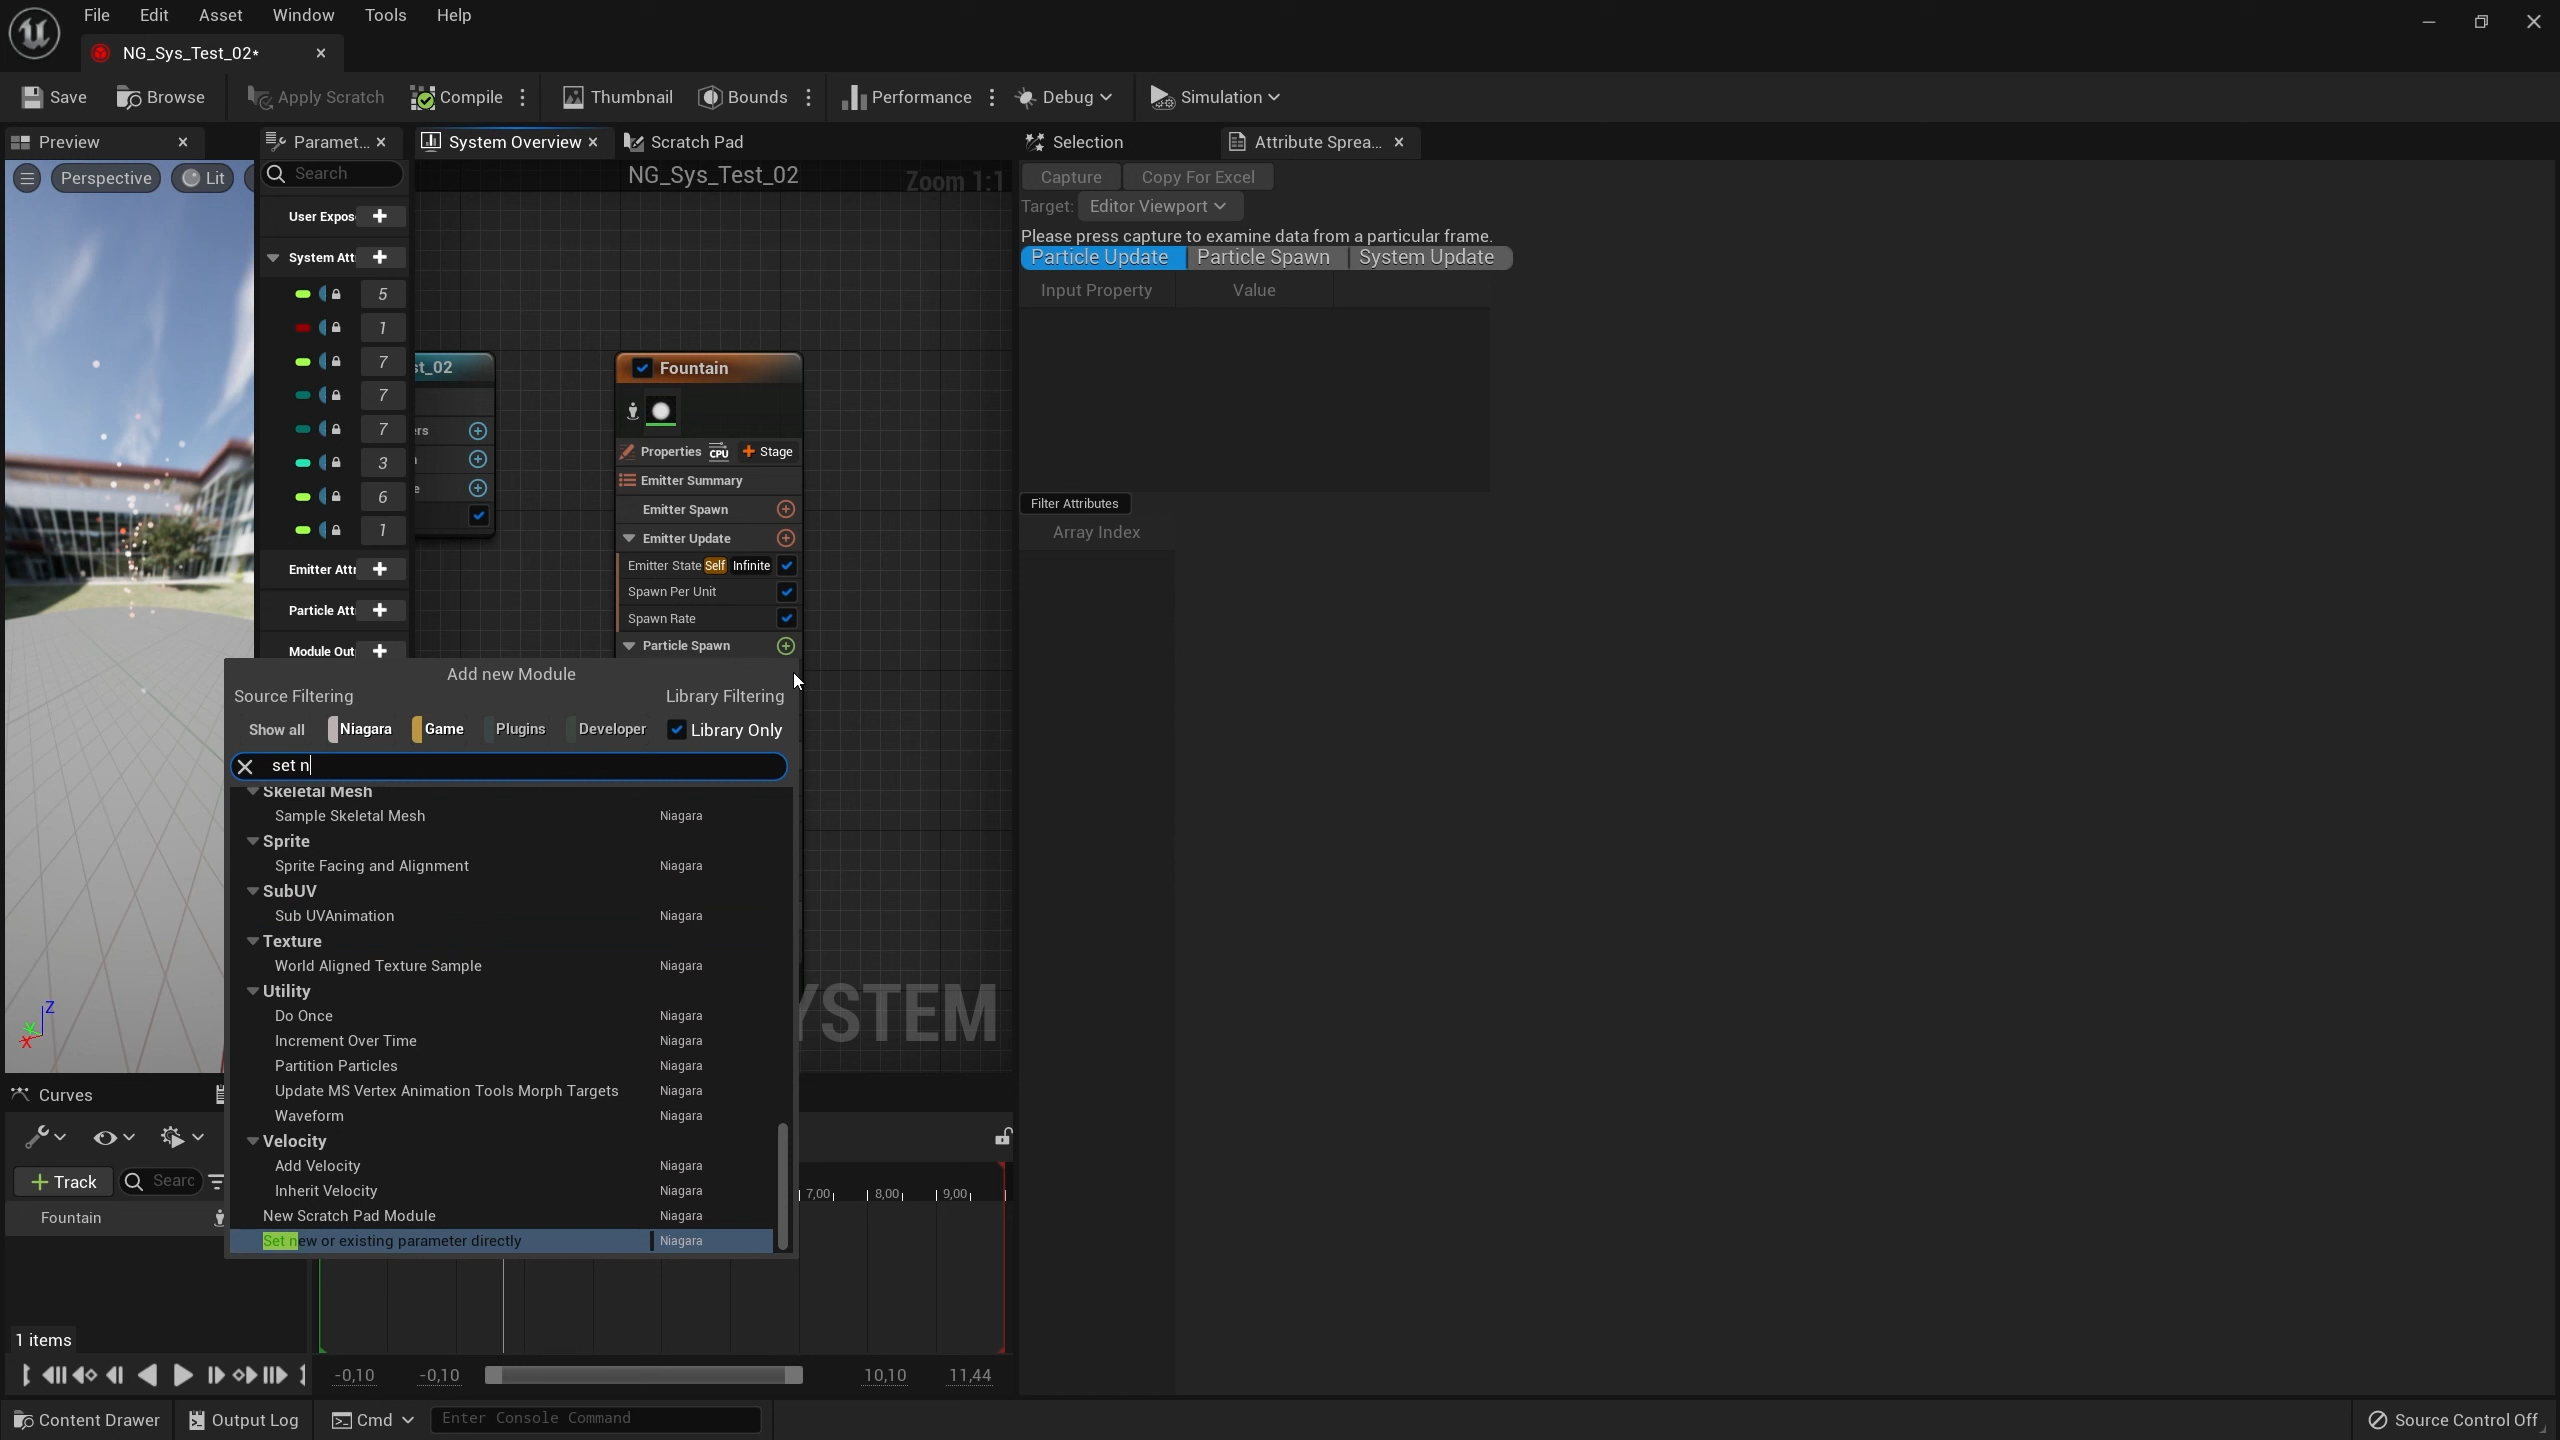 File Edit Asset Window Tools Help
NG_Sys_Test_02*
Save Browse Apply Scratch Compile Thumbnail Bounds Performance Debug Simulation
Preview
Perspective Lit
Paramet...
Search
User Expos
System Att
5
1
7
7
7
3
6
1
Emitter Attr
Particle Att
Module Out
System Overview Scratch Pad
NG_Sys_Test_02 Zoom 1:1
st_02
ers
e
Fountain
Properties CPU Stage
Emitter Summary
Emitter Spawn
Emitter Update
Emitter State Self Infinite
Spawn Per Unit
Spawn Rate
Particle Spawn
YSTEM
Add new Module
Source Filtering Library Filtering
Show all Niagara Game Plugins Developer Library Only
set n
Skeletal Mesh
Sample Skeletal Mesh Niagara
Sprite
Sprite Facing and Alignment Niagara
SubUV
Sub UVAnimation Niagara
Texture
World Aligned Texture Sample Niagara
Utility
Do Once Niagara
Increment Over Time Niagara
Partition Particles Niagara
Update MS Vertex Animation Tools Morph Targets Niagara
Waveform Niagara
Velocity
Add Velocity Niagara
Inherit Velocity Niagara
New Scratch Pad Module Niagara
Set new or existing parameter directly Niagara
Selection Attribute Sprea...
Capture Copy For Excel
Target: Editor Viewport
Please press capture to examine data from a particular frame.
Particle Update Particle Spawn System Update
Input Property Value
Filter Attributes
Array Index
Z
Y
X
Curves
Track Searc
Fountain
7,00 8,00 9,00
1 items
-0,10 -0,10 10,10 11,44
Content Drawer Output Log Cmd Enter Console Command Source Control Off